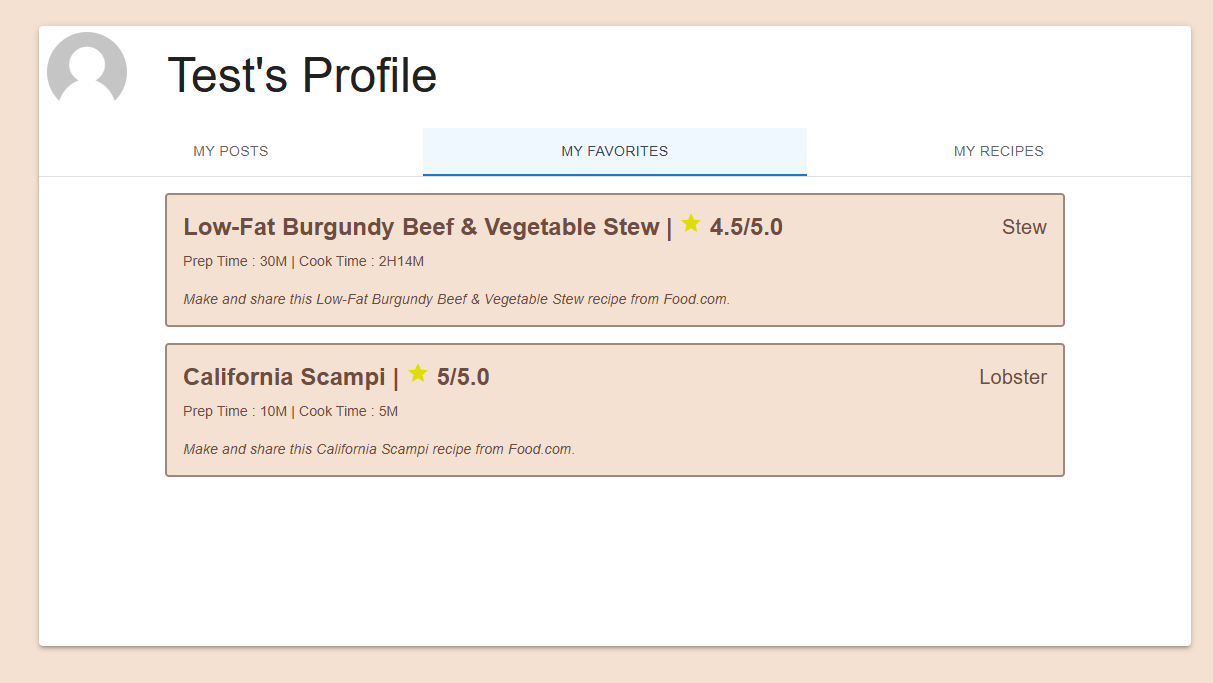 Test's Profile
MY POSTS MY FAVORITES MY RECIPES
Low-Fat Burgundy Beef & Vegetable Stew | ★ 4.5/5.0 Stew
Prep Time : 30M | Cook Time : 2H14M
Make and share this Low-Fat Burgundy Beef & Vegetable Stew recipe from Food.com.
California Scampi | ★ 5/5.0 Lobster
Prep Time : 10M | Cook Time : 5M
Make and share this California Scampi recipe from Food.com.